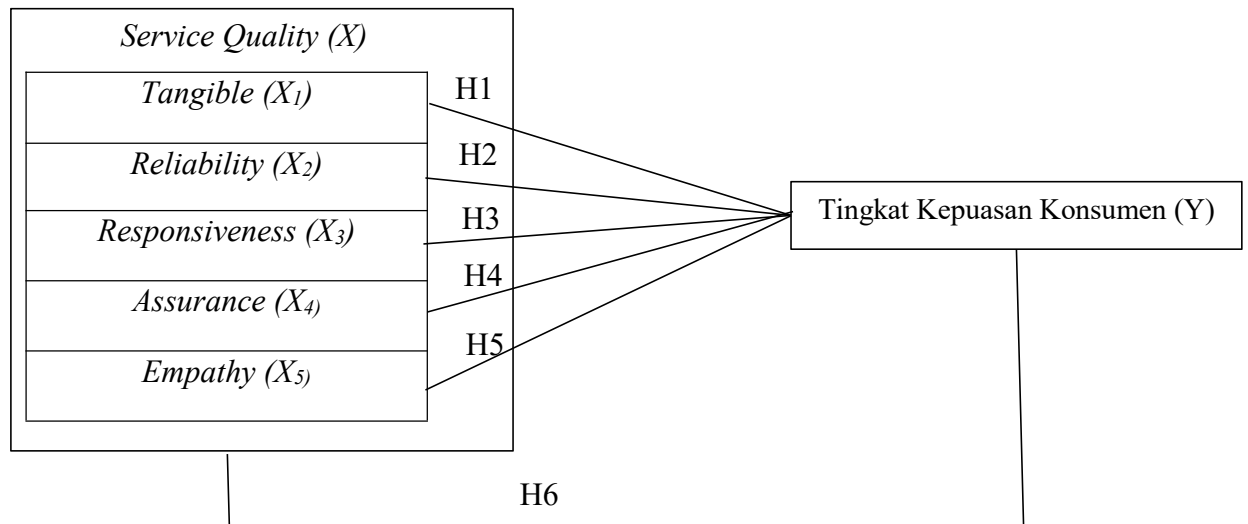 Service Quality (X)
Tangible (X₁)
H1
Reliability (X₂)
H2
Responsiveness (X₃)
H3
Assurance (X₄)
H4
Empathy (X₅)
H5
Tingkat Kepuasan Konsumen (Y)
H6